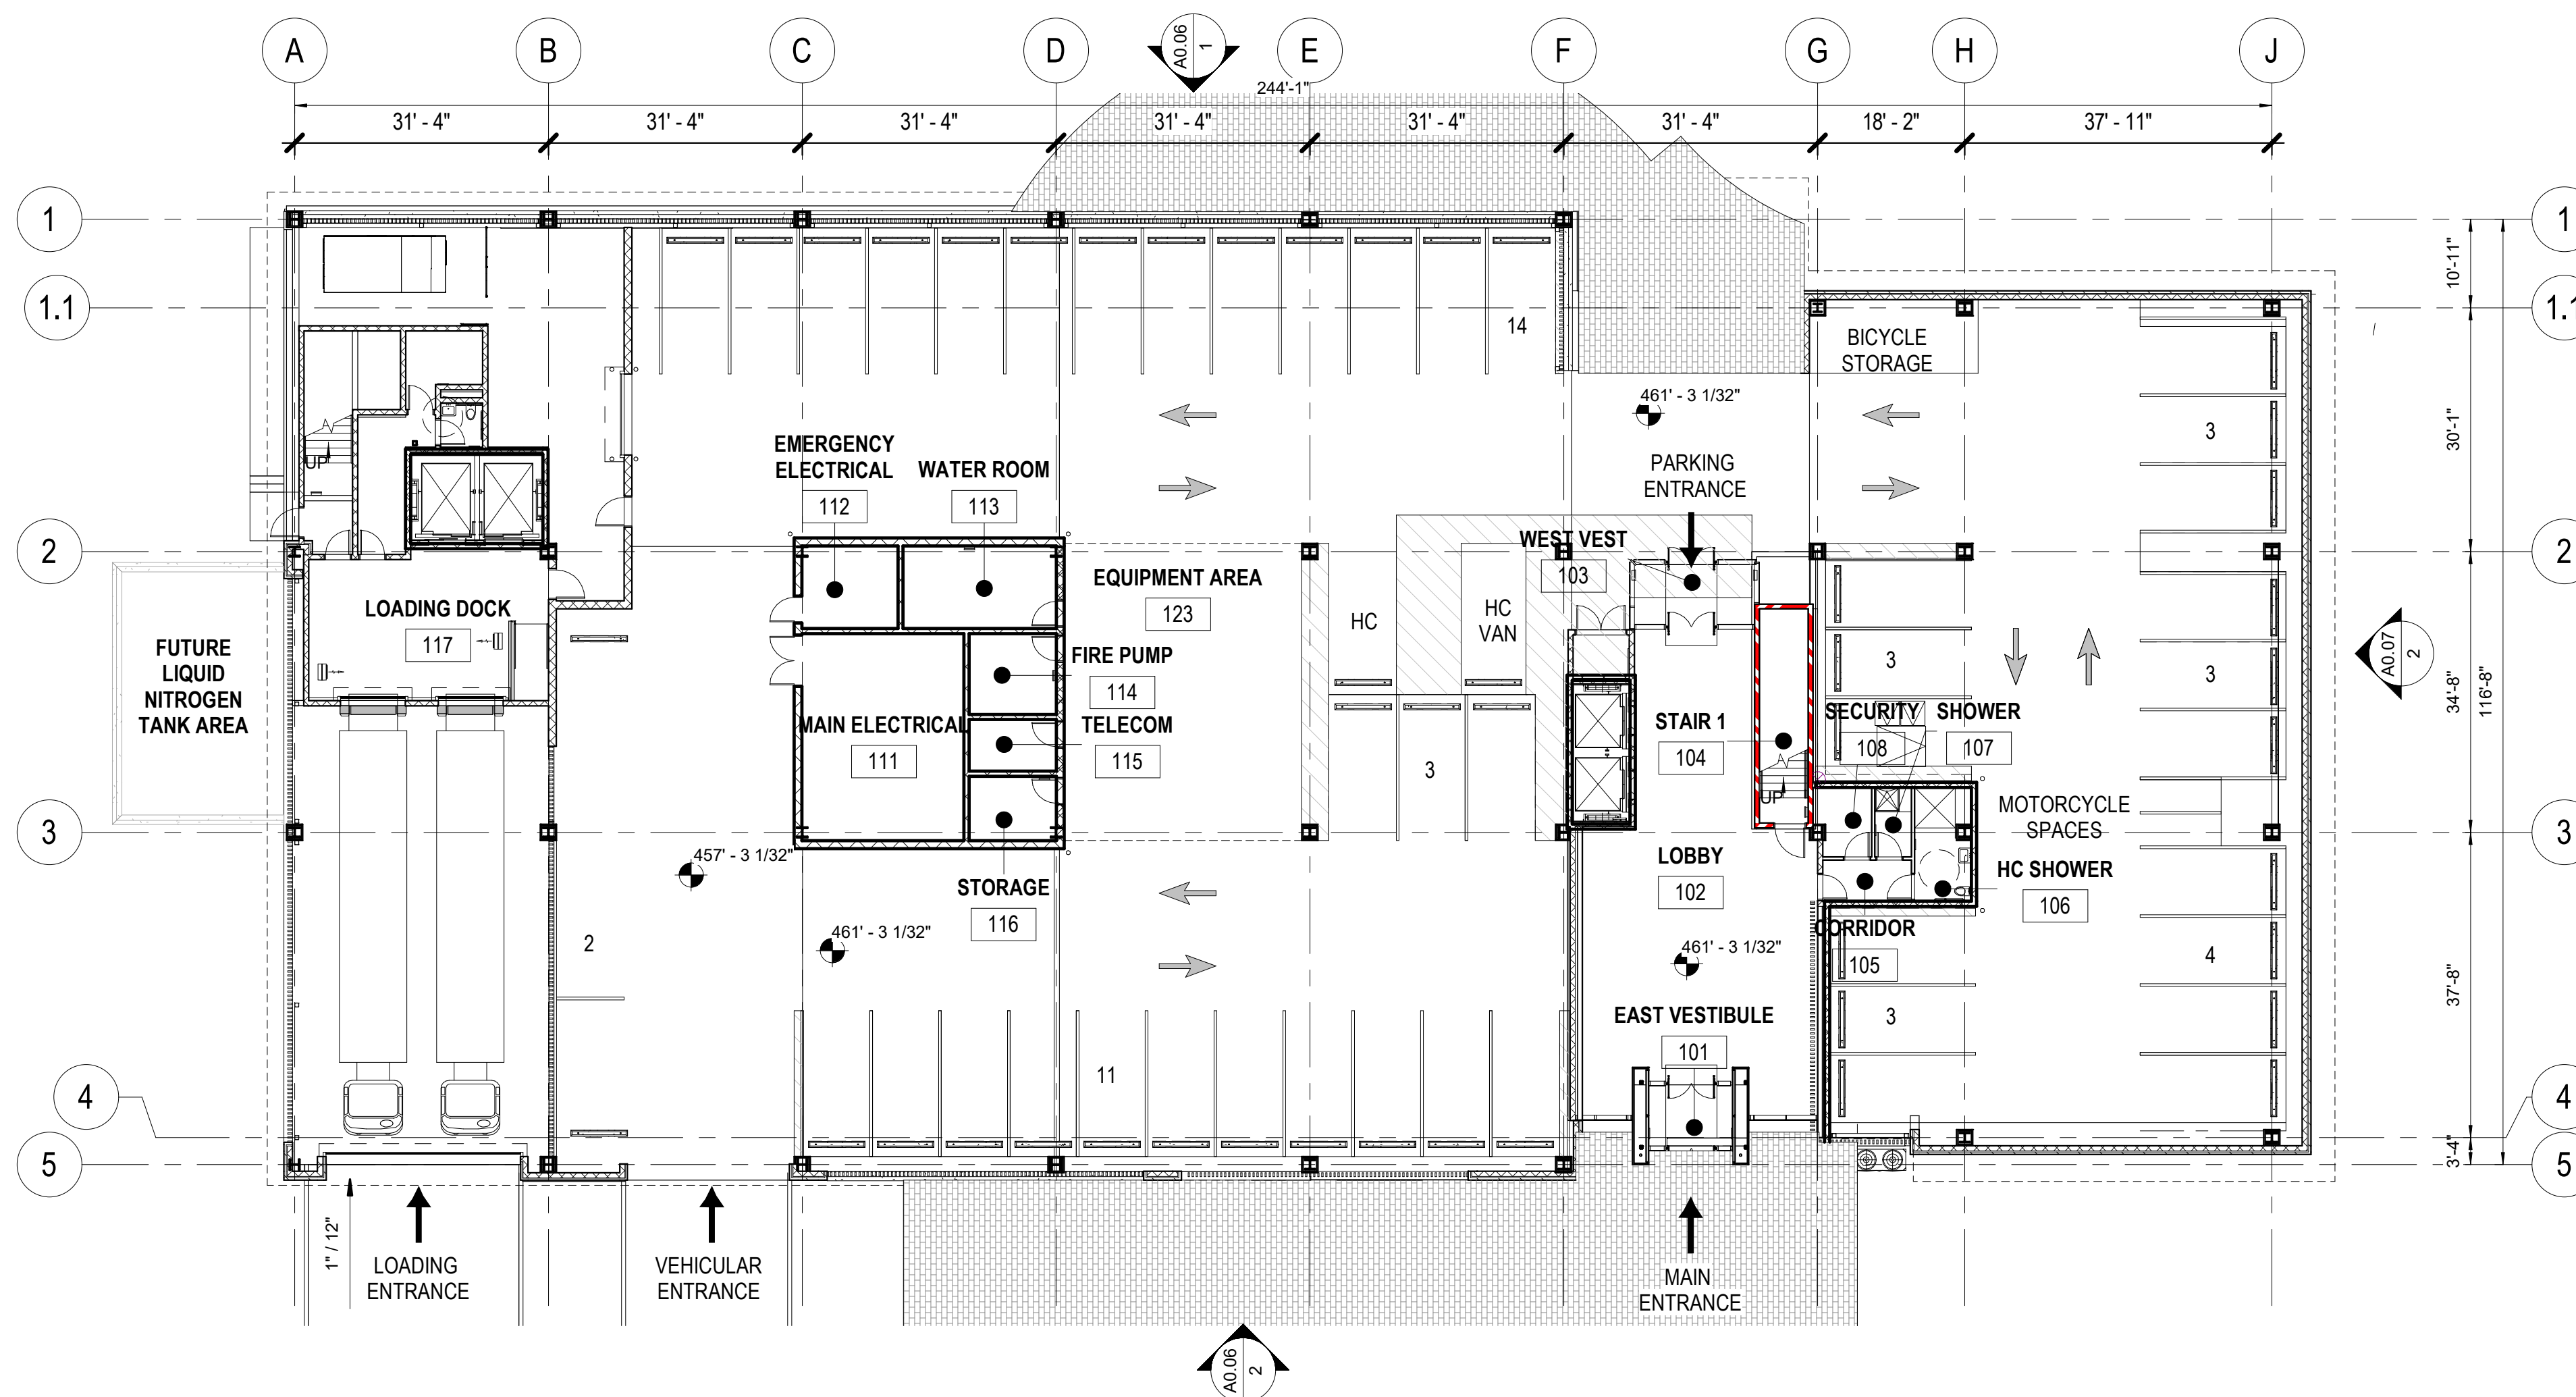 A
B
C
D
E
F
G
H
J
A0.06
1
244'-1"
31' - 4"
31' - 4"
31' - 4"
31' - 4"
31' - 4"
31' - 4"
18' - 2"
37' - 11"
1
1
10'-11"
1.1
1.1
14
BICYCLE
STORAGE
461' - 3 1/32"
30'-1"
3
EMERGENCY
ELECTRICAL
112
WATER ROOM
113
PARKING
ENTRANCE
UP
2
2
WEST VEST
103
EQUIPMENT AREA
123
LOADING DOCK
117
HC
HC
VAN
FUTURE
LIQUID
NITROGEN
TANK AREA
FIRE PUMP
114
3
3
A0.07
2
34'-8"
116'-8"
MAIN ELECTRICAL
111
TELECOM
115
3
STAIR 1
104
SECURITY
108
SHOWER
107
UP
MOTORCYCLE
SPACES
3
3
457' - 3 1/32"
STORAGE
116
LOBBY
102
HC SHOWER
106
461' - 3 1/32"
2
461' - 3 1/32"
CORRIDOR
105
4
37'-8"
EAST VESTIBULE
101
3
11
4
4
3'-4"
5
5
1" / 12"
LOADING
ENTRANCE
VEHICULAR
ENTRANCE
MAIN
ENTRANCE
A0.06
2